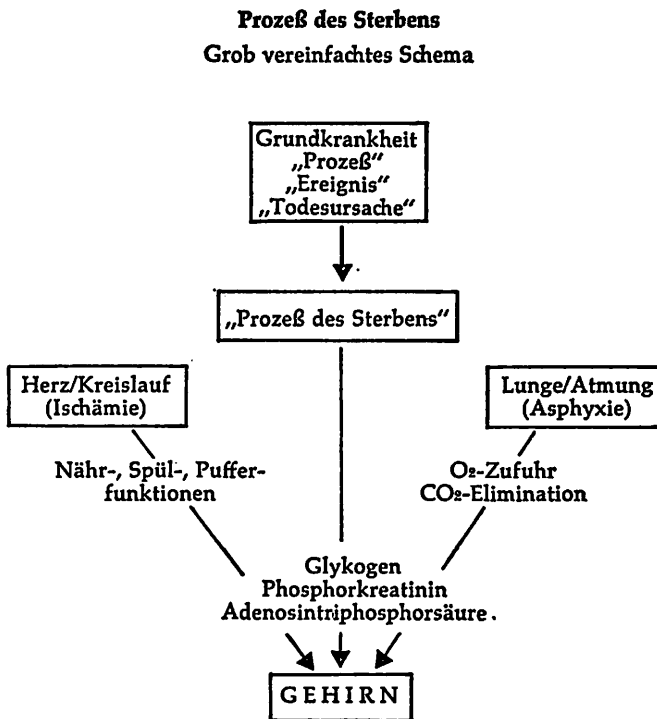 Prozeß des Sterbens
Grob vereinfachtes Schema
Grundkrankheit
„Prozeß“
„Ereignis“
„Todesursache“
„Prozeß des Sterbens“
Herz/Kreislauf
(Ischämie)
Lunge/Atmung
(Asphyxie)
Nähr-, Spül-, Puffer-
funktionen
O₂-Zufuhr
CO₂-Elimination
Glykogen
Phosphorkreatinin
Adenosintriphosphorsäure .
GEHIRN